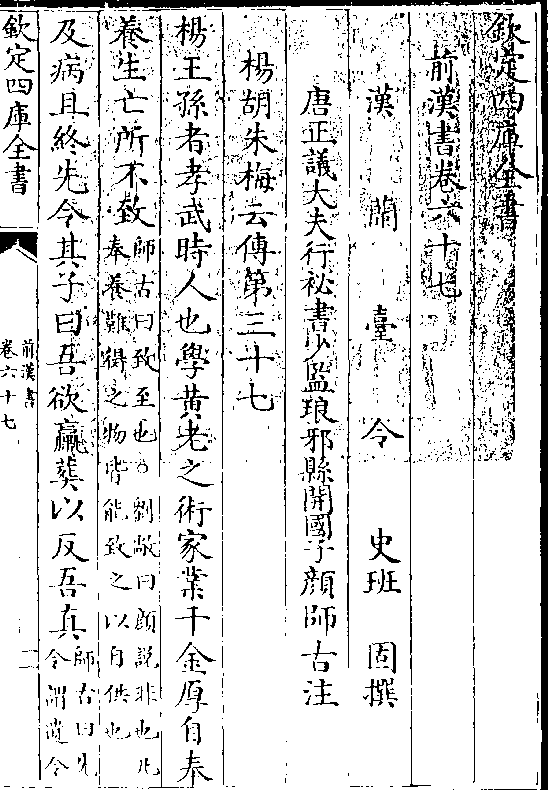 欽定四庫全書
前漢書卷六十七
漢蘭臺令史班固撰
唐正議大夫行祕書少監琅邪縣開國子顔師古注
楊胡朱梅云傳第三十七
楊王孫者孝武時人也學黃老之術家業千金厚自奉
養生亡所不致師古曰致至也劉敞曰顔說非也凡
奉養難得之物皆能致之以自供也
及病且終先令其子曰吾欲臝葬以反吾真師古曰先
令謂遺令
欽定四庫全書
前漢書
卷六十七
一